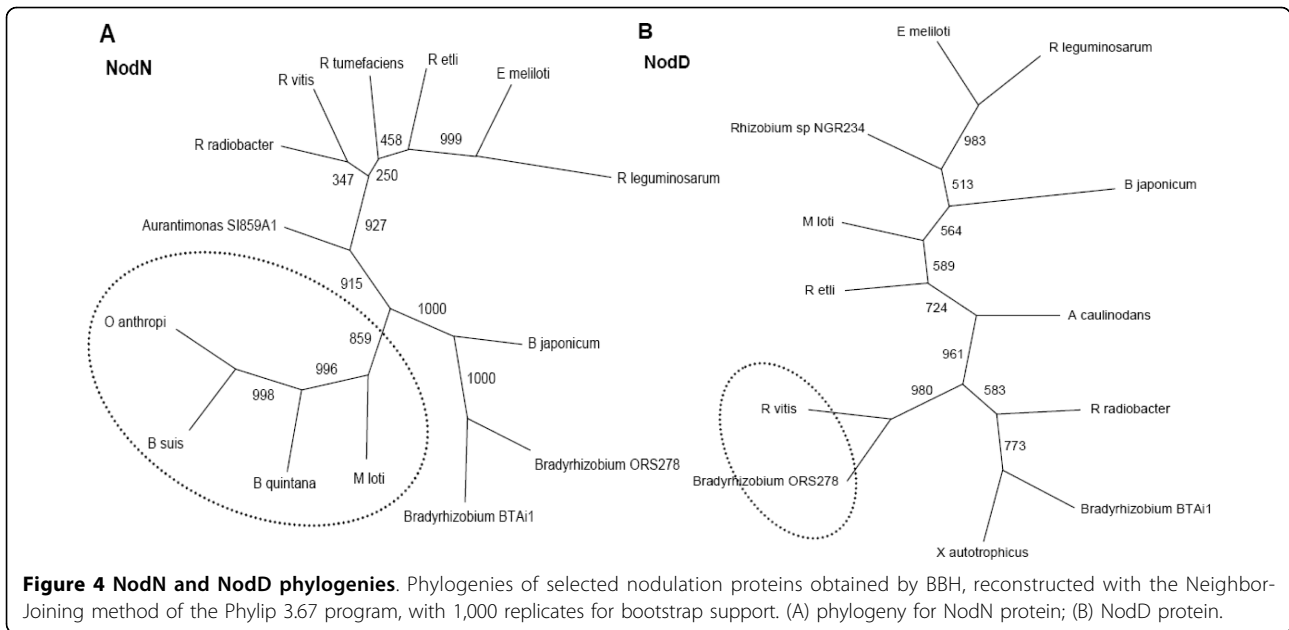 A
NodN
R vitis
R tumefaciens
R etli
E meliloti
R radiobacter
458
999
347
250
R leguminosarum
Aurantimonas SI859A1
927
915
1000
O anthropi
859
B japonicum
996
998
1000
B suis
B quintana
M loti
Bradyrhizobium ORS278
Bradyrhizobium BTAi1
B
NodD
E meliloti
R leguminosarum
Rhizobium sp NGR234
983
513
B japonicum
M loti
564
589
R etli
724
A caulinodans
961
980
583
R vitis
R radiobacter
773
Bradyrhizobium ORS278
Bradyrhizobium BTAi1
X autotrophicus
Figure 4 NodN and NodD phylogenies. Phylogenies of selected nodulation proteins obtained by BBH, reconstructed with the Neighbor-
Joining method of the Phylip 3.67 program, with 1,000 replicates for bootstrap support. (A) phylogeny for NodN protein; (B) NodD protein.